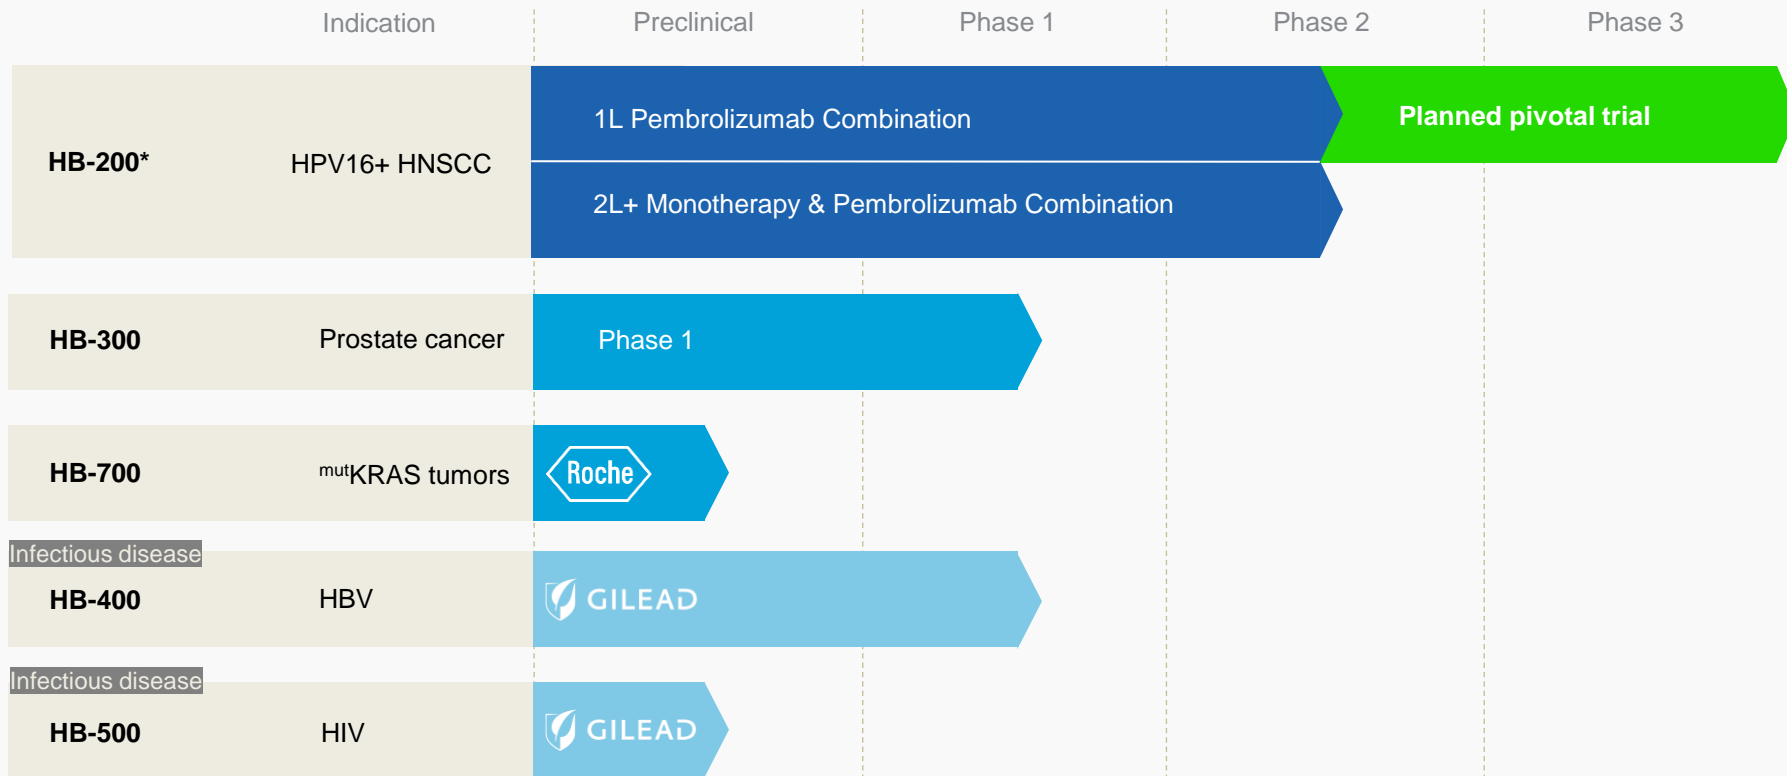 Indication Preclinical Phase 1 Phase 2 Phase 3
1L Pembrolizumab Combination Planned pivotal trial
HB-200* HPV16+ HNSCC
2L+ Monotherapy & Pembrolizumab Combination
HB-300 Prostate cancer Phase 1
HB-700 mutKRAS tumors Roche
Infectious disease
HB-400 HBV GILEAD
Infectious disease
HB-500 HIV GILEAD